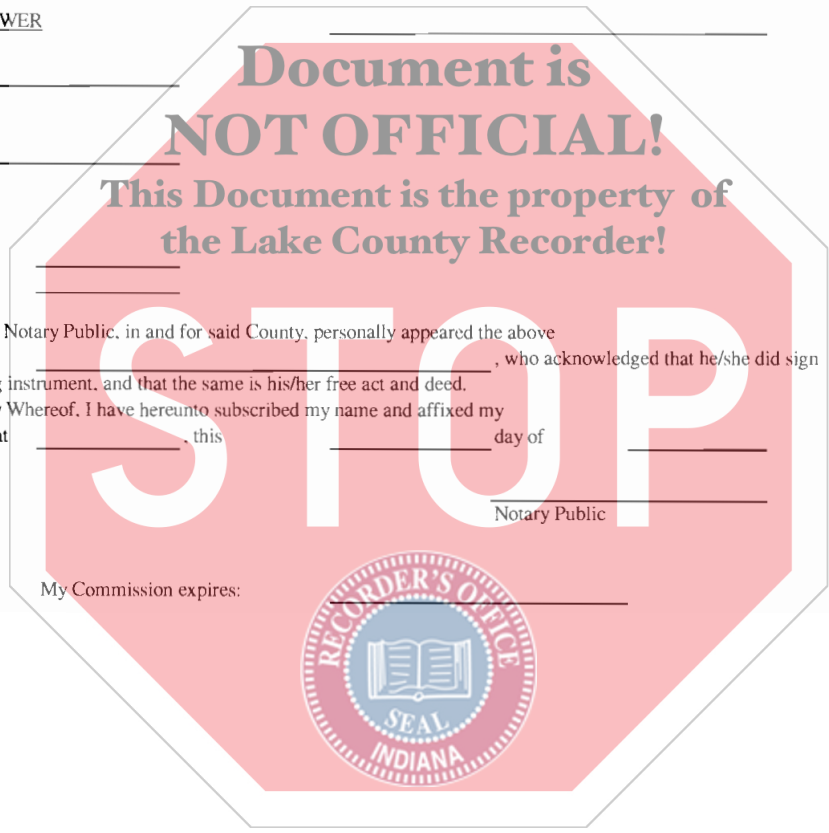 WER
Document is
NOT OFFICIAL!
This Document is the property of
the Lake County Recorder!
STOP
Notary Public, in and for said County, personally appeared the above
, who acknowledged that he/she did sign
instrument, and that the same is his/her free act and deed.
Whereof, I have hereunto subscribed my name and affixed my
, this day of
Notary Public
My Commission expires:
RECORDER'S OFFICE
SEAL
INDIANA